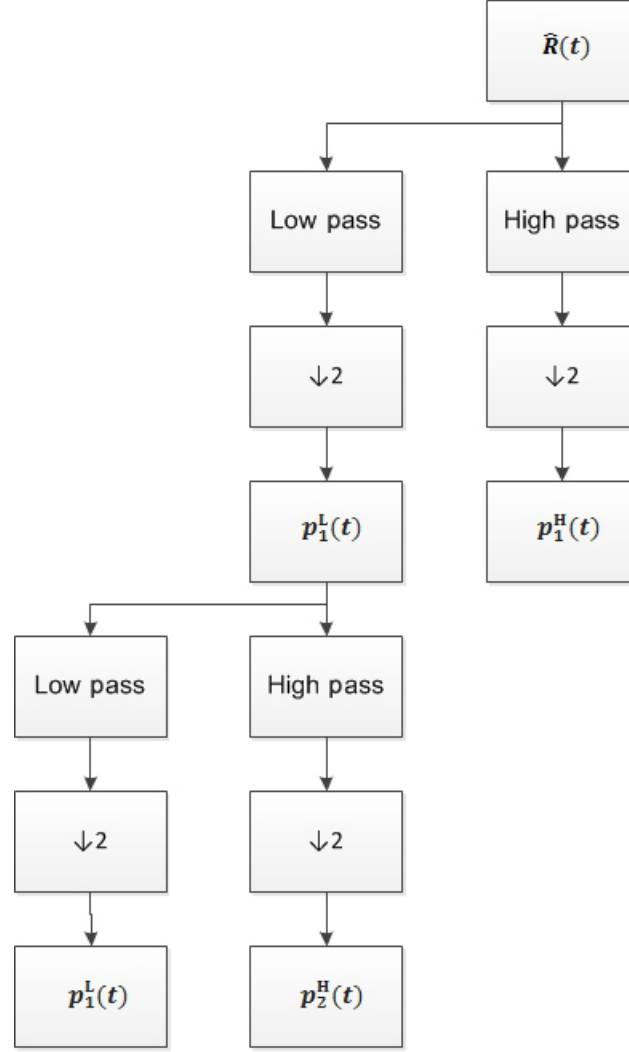 R̂(t)
Low pass High pass
↓2 ↓2
p₁ᴸ(t) p₁ᴴ(t)
Low pass High pass
↓2 ↓2
p₁ᴸ(t) p₂ᴴ(t)